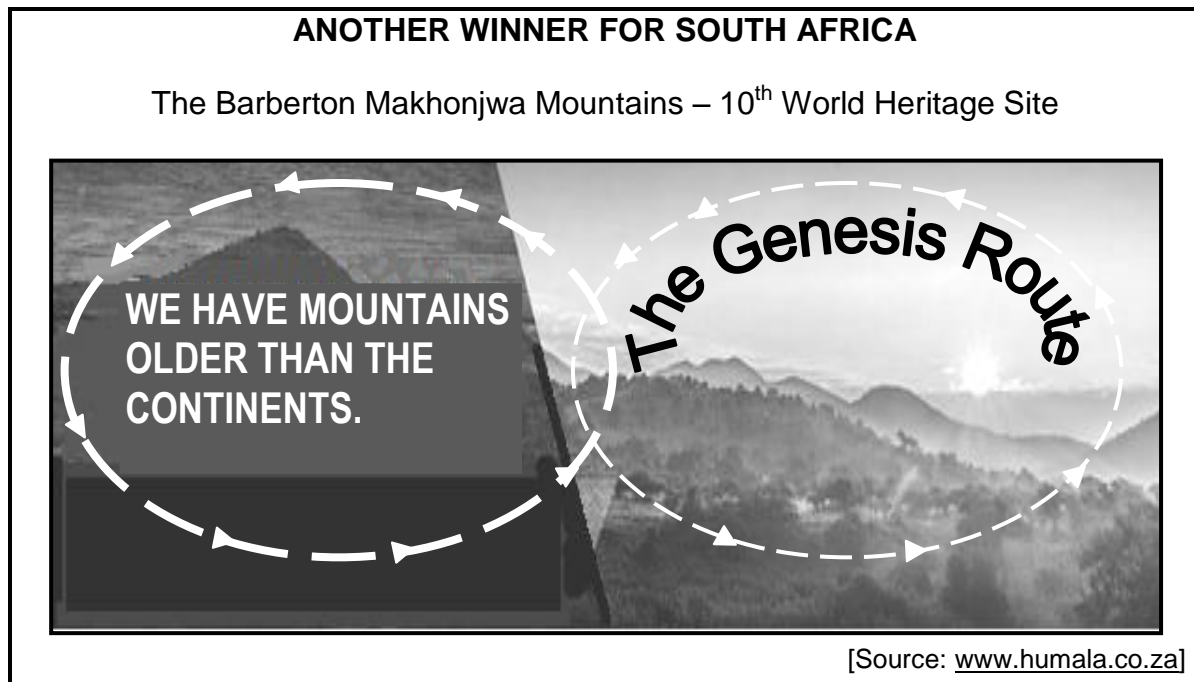 ANOTHER WINNER FOR SOUTH AFRICA
The Barberton Makhonjwa Mountains – 10th World Heritage Site
WE HAVE MOUNTAINS
OLDER THAN THE
CONTINENTS.
The Genesis Route
[Source: www.humala.co.za]